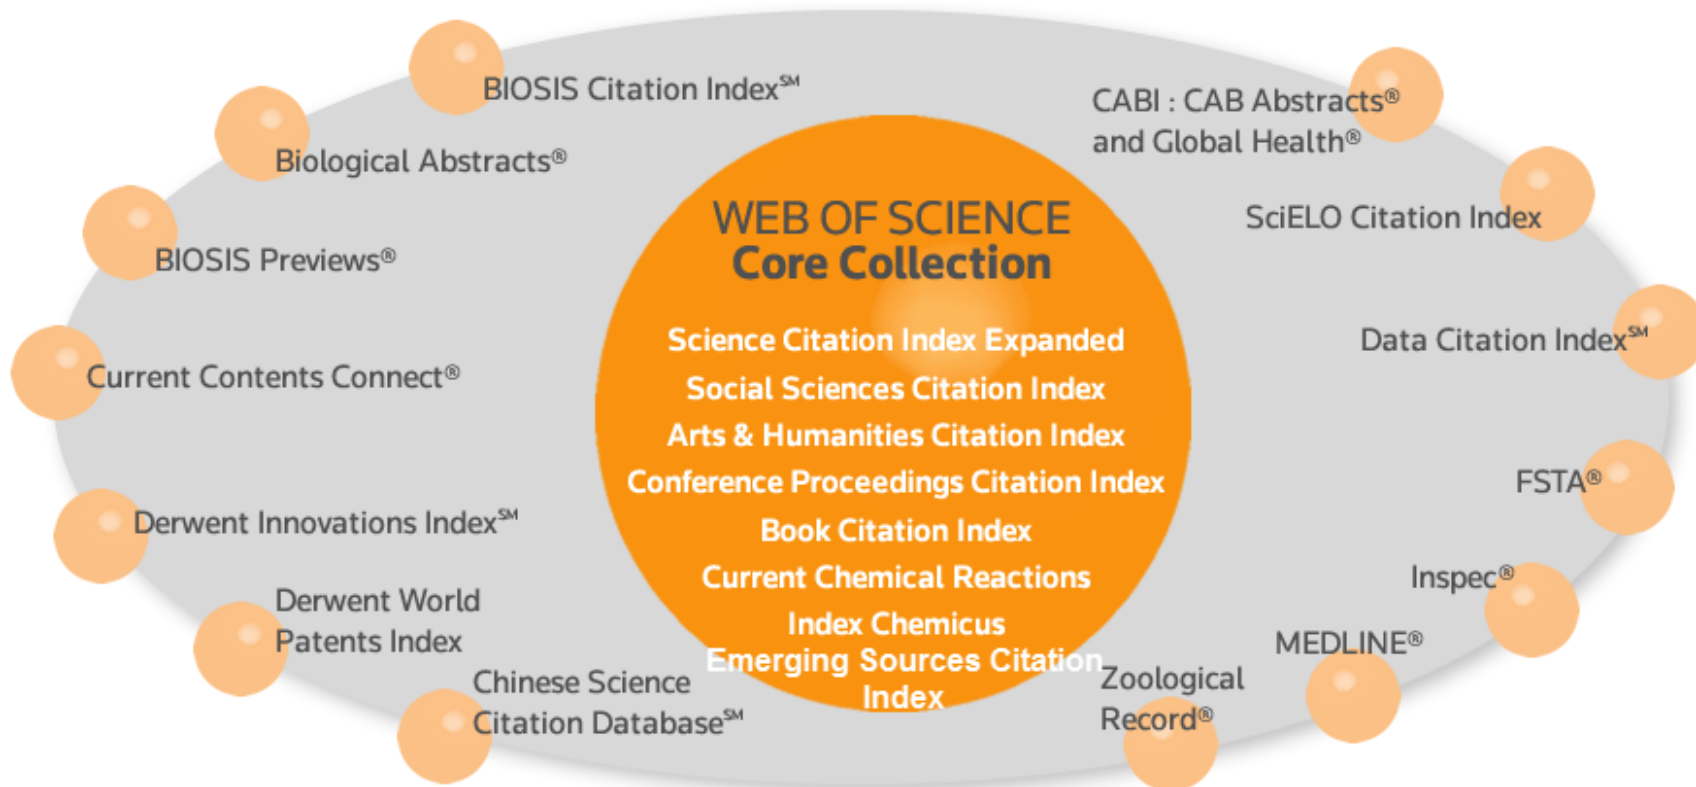 BIOSIS Citation Index℠
Biological Abstracts®
BIOSIS Previews®
Current Contents Connect®
Derwent Innovations Index℠
Derwent World
Patents Index
Chinese Science
Citation Database℠
WEB OF SCIENCE
Core Collection
Science Citation Index Expanded
Social Sciences Citation Index
Arts & Humanities Citation Index
Conference Proceedings Citation Index
Book Citation Index
Current Chemical Reactions
Index Chemicus
Emerging Sources Citation
Index
CABI : CAB Abstracts®
and Global Health®
SciELO Citation Index
Data Citation Index℠
FSTA®
Inspec®
MEDLINE®
Zoological
Record®